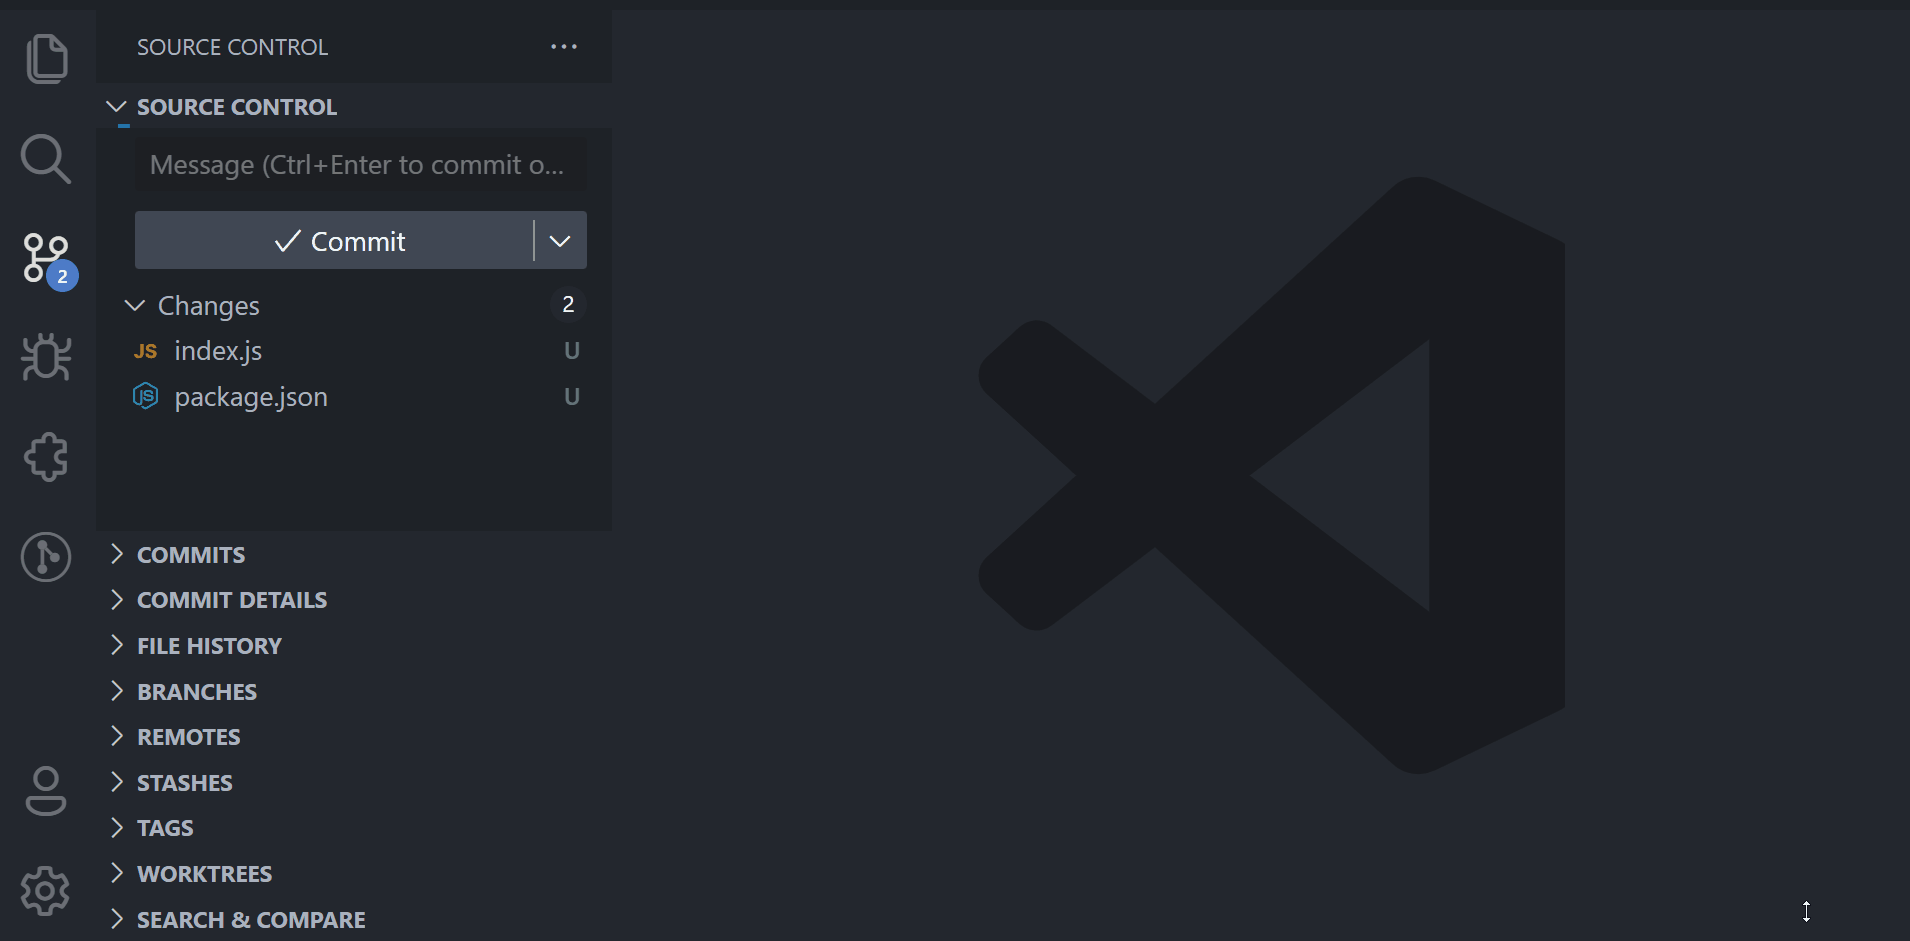 SOURCE CONTROL
SOURCE CONTROL
Message (Ctrl+Enter to commit o...
Commit
2
Changes 2
JS index.js U
JS package.json U
COMMITS
COMMIT DETAILS
FILE HISTORY
BRANCHES
REMOTES
STASHES
TAGS
WORKTREES
SEARCH & COMPARE